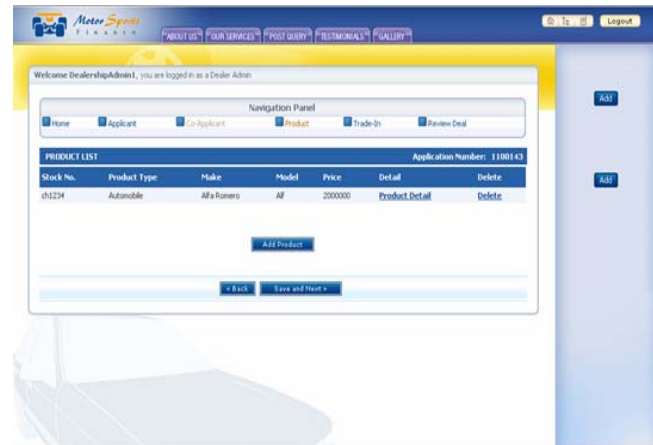 Motor Sports
Finance
ABOUT US OUR SERVICES POST QUERY TESTIMONIALS GALLERY
Logout
Welcome DealershipAdmin1, you are logged in as a Dealer Admin
Navigation Panel
Home Applicant Co-Applicant Product Trade-In Review Deal
PRODUCT LIST Application Number: 1100143
Stock No. Product Type Make Model Price Detail Delete
ch1234 Automobile Alfa Romero Alf 2000000 Product Detail Delete
Add Product
< Back Save and Next >
Add
Add